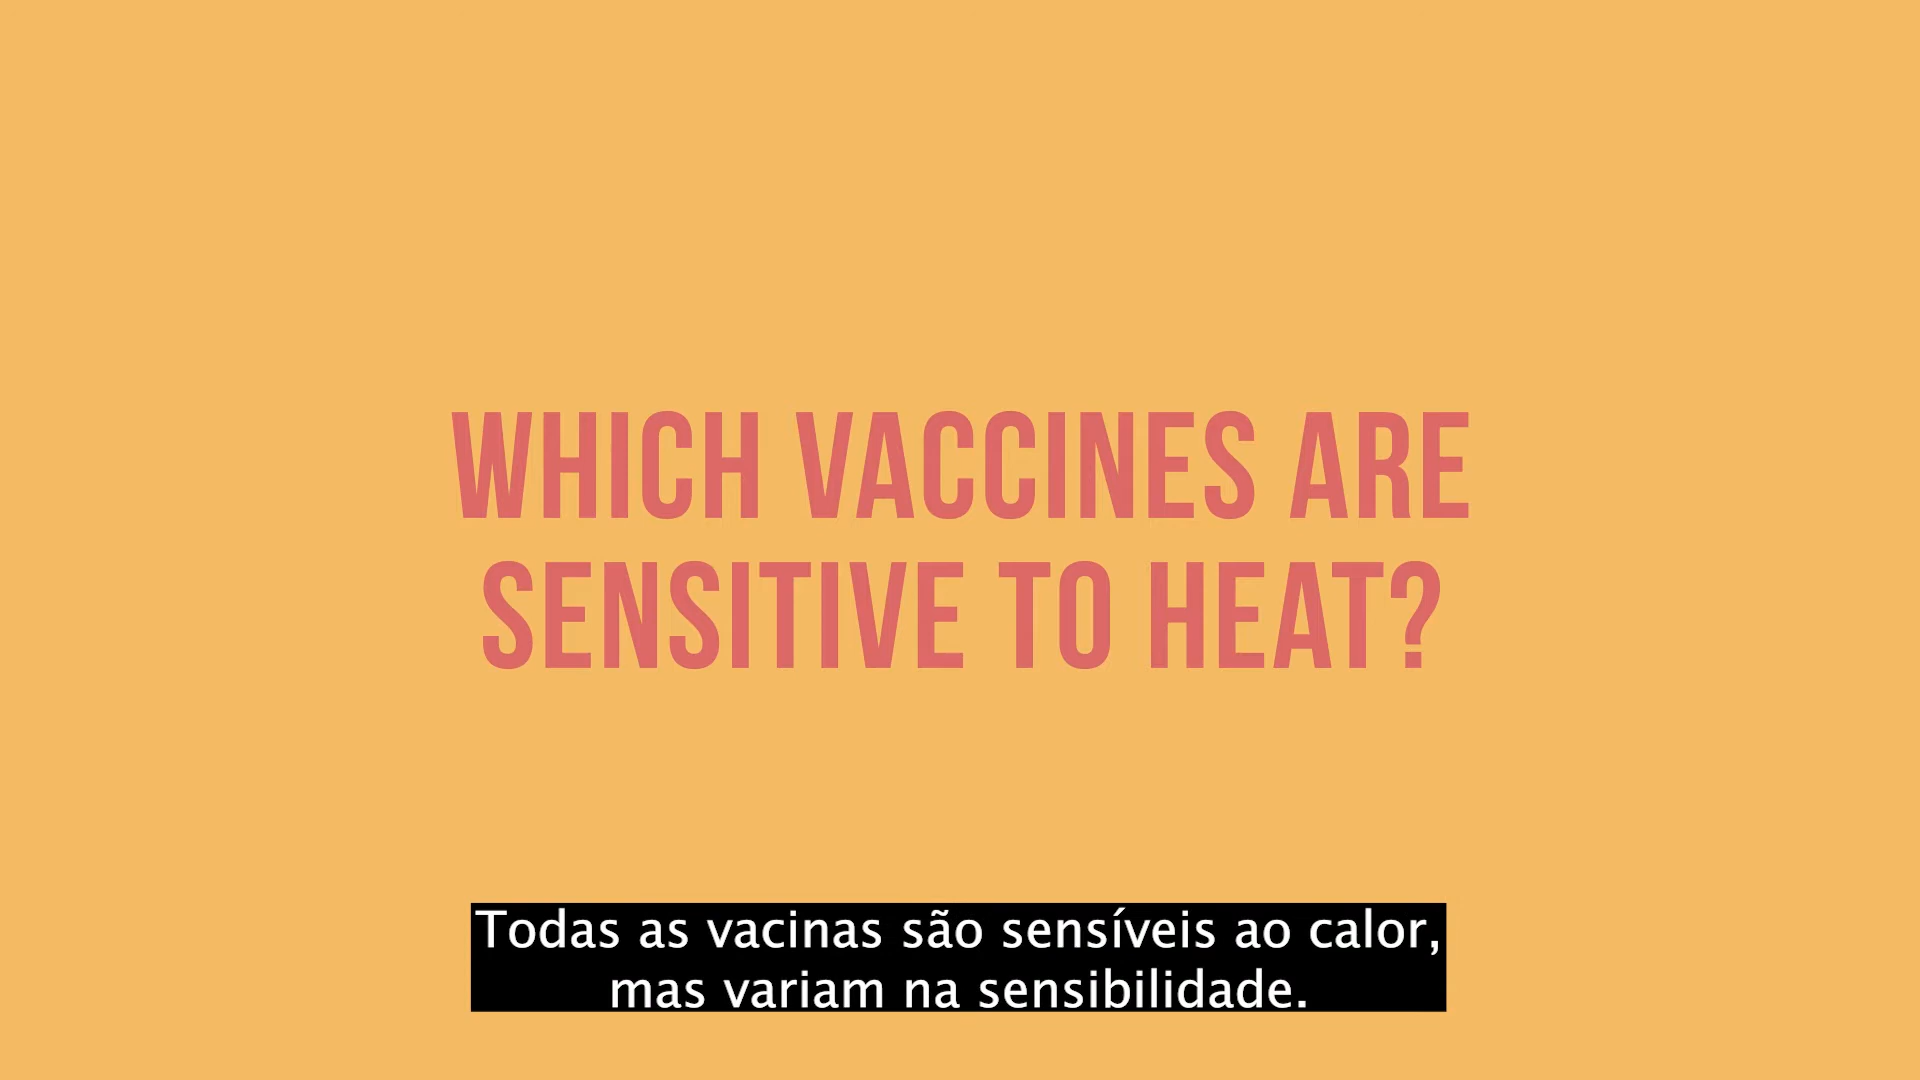 WHICH VACCINES ARE
SENSITIVE TO HEAT?
Todas as vacinas são sensíveis ao calor,
mas variam na sensibilidade.